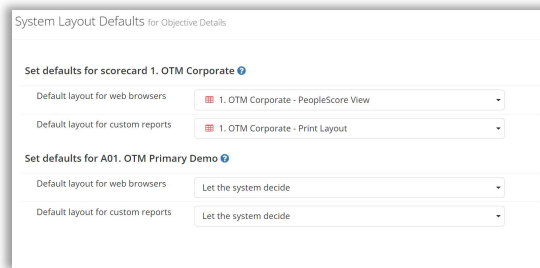 System Layout Defaults for Objective Details
Set defaults for scorecard 1. OTM Corporate
Default layout for web browsers 1. OTM Corporate - PeopleScore View
Default layout for custom reports 1. OTM Corporate - Print Layout
Set defaults for A01. OTM Primary Demo
Default layout for web browsers Let the system decide
Default layout for custom reports Let the system decide